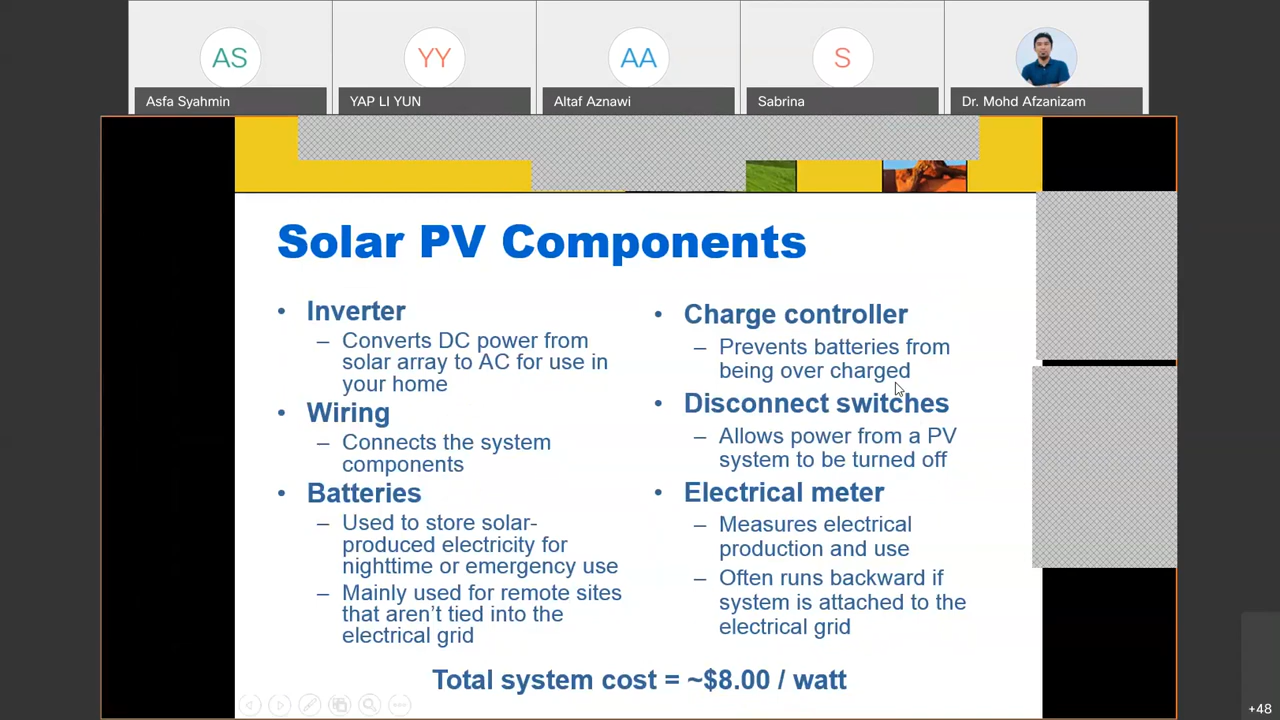 AS
YY
AA
S
Asfa Syahmin
YAP LI YUN
Altaf Aznawi
Sabrina
Dr. Mohd Afzanizam
Solar PV Components
• Inverter
– Converts DC power from
solar array to AC for use in
your home
• Wiring
– Connects the system
components
• Batteries
– Used to store solar-
produced electricity for
nighttime or emergency use
– Mainly used for remote sites
that aren’t tied into the
electrical grid
• Charge controller
– Prevents batteries from
being over charged
• Disconnect switches
– Allows power from a PV
system to be turned off
• Electrical meter
– Measures electrical
production and use
– Often runs backward if
system is attached to the
electrical grid
Total system cost = ~$8.00 / watt
+48